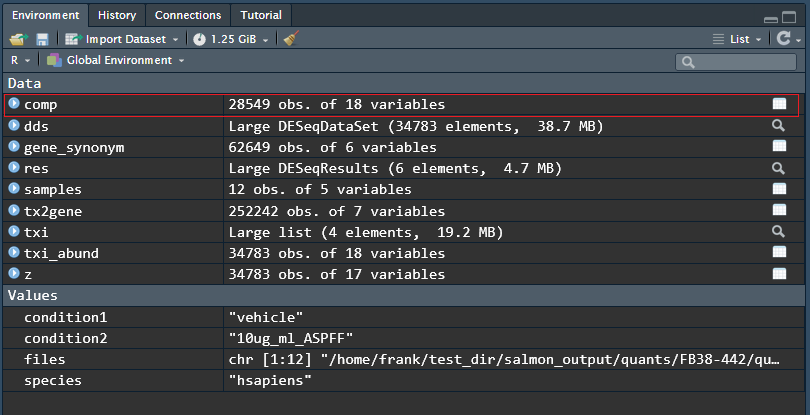 Environment History Connections Tutorial
Import Dataset 1.25 GiB List
R Global Environment
Data
comp 28549 obs. of 18 variables
dds Large DESeqDataSet (34783 elements, 38.7 MB)
gene_synonym 62649 obs. of 6 variables
res Large DESeqResults (6 elements, 4.7 MB)
samples 12 obs. of 5 variables
tx2gene 252242 obs. of 7 variables
txi Large list (4 elements, 19.2 MB)
txi_abund 34783 obs. of 18 variables
z 34783 obs. of 17 variables
Values
condition1 "vehicle"
condition2 "10ug_ml_ASPFF"
files chr [1:12] "/home/frank/test_dir/salmon_output/quants/FB38-442/qu…
species "hsapiens"